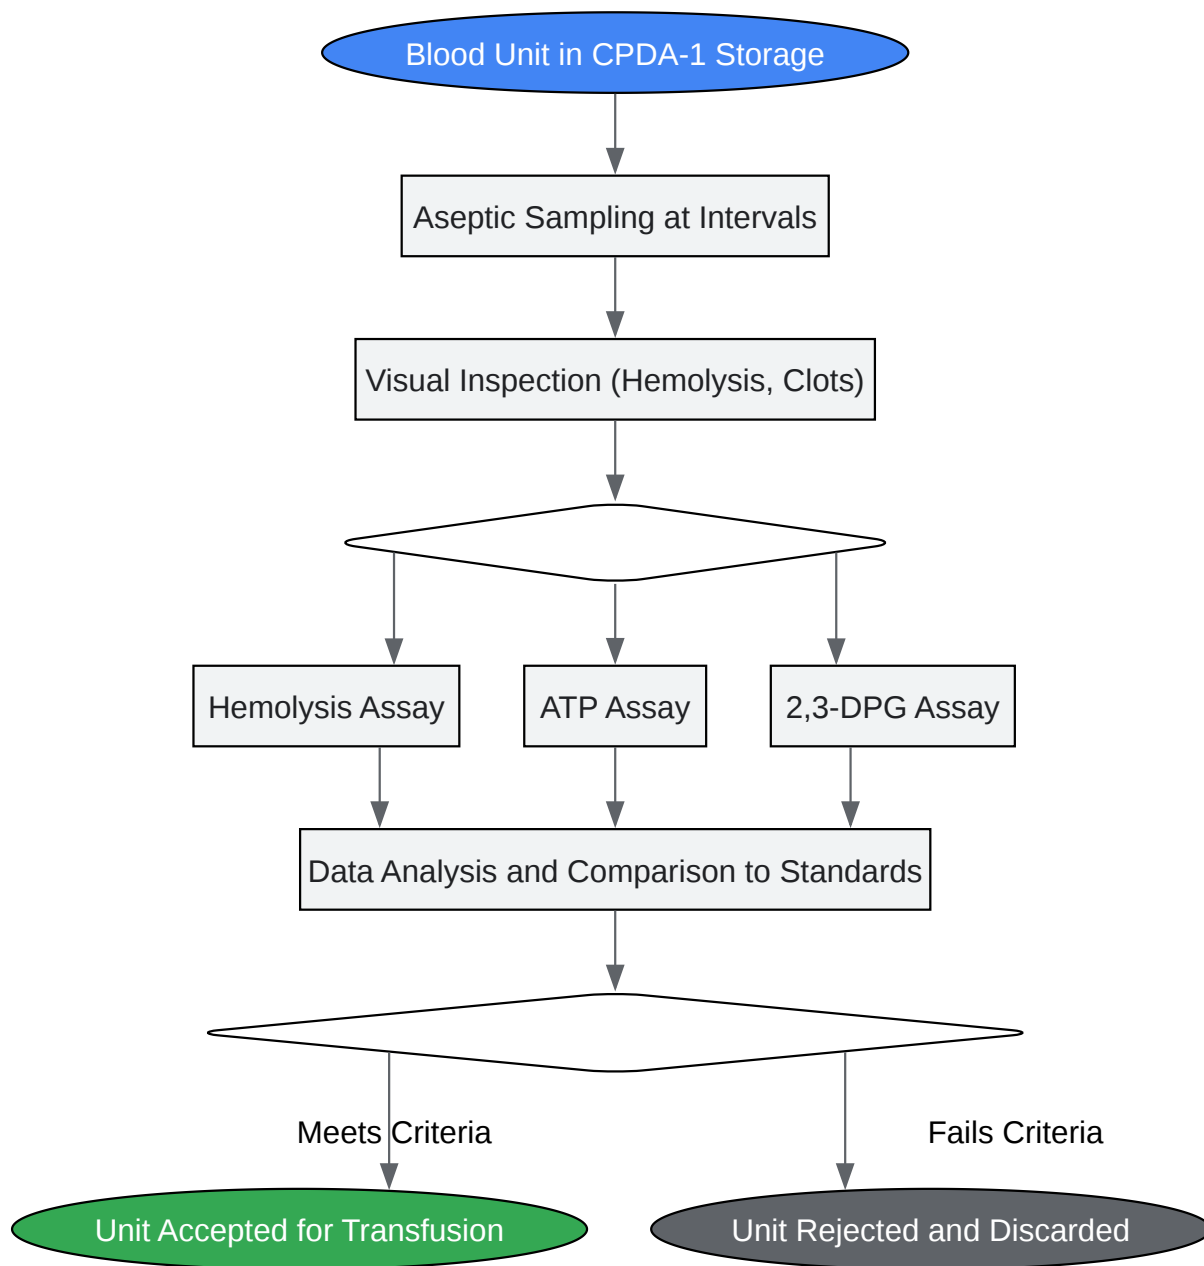 Blood Unit in CPDA-1 Storage
Aseptic Sampling at Intervals
Visual Inspection (Hemolysis, Clots)
Hemolysis Assay
ATP Assay
2,3-DPG Assay
Data Analysis and Comparison to Standards
Meets Criteria
Fails Criteria
Unit Accepted for Transfusion
Unit Rejected and Discarded